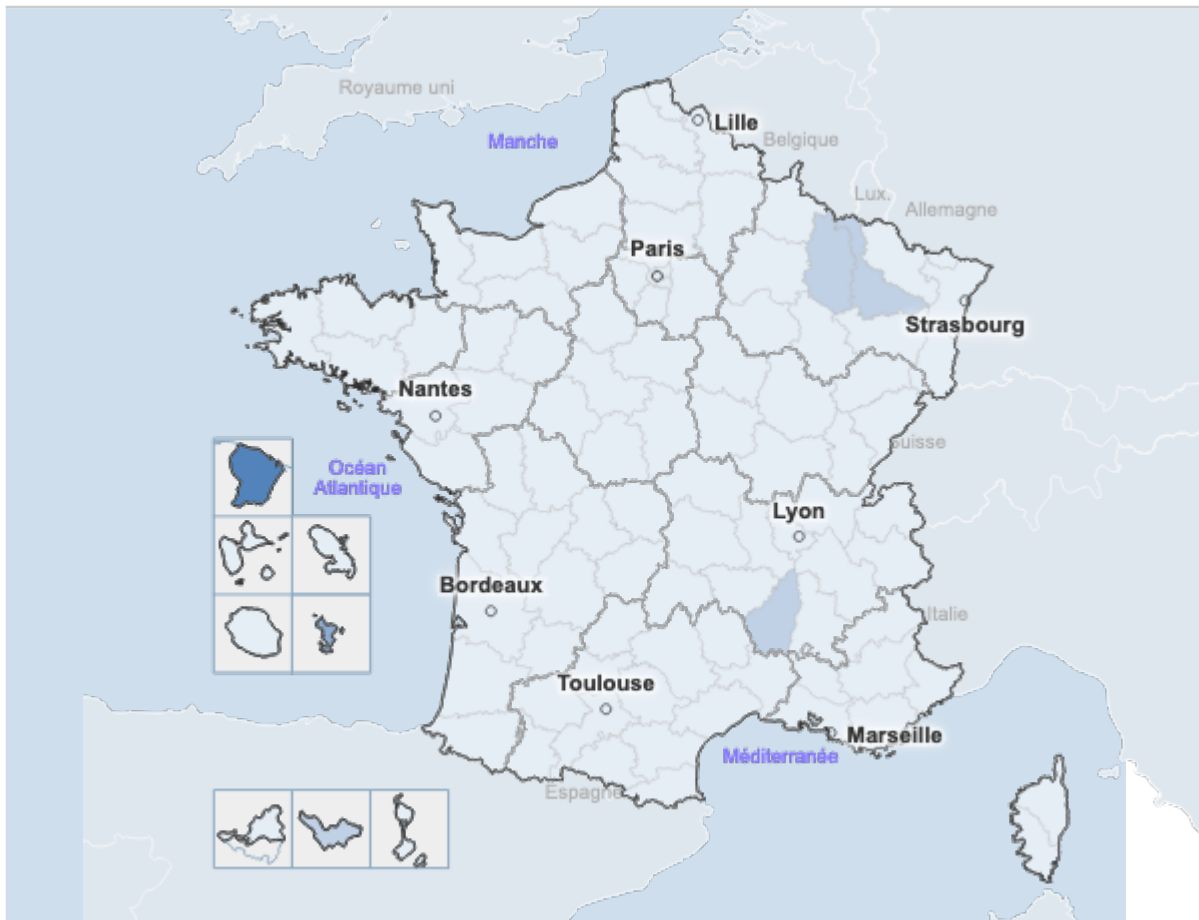 Royaume uni
Manche
Lille
Belgique
Lux.
Allemagne
Paris
Strasbourg
Nantes
Suisse
Océan
Atlantique
Lyon
Bordeaux
Italie
Toulouse
Marseille
Méditerranée
Espagne